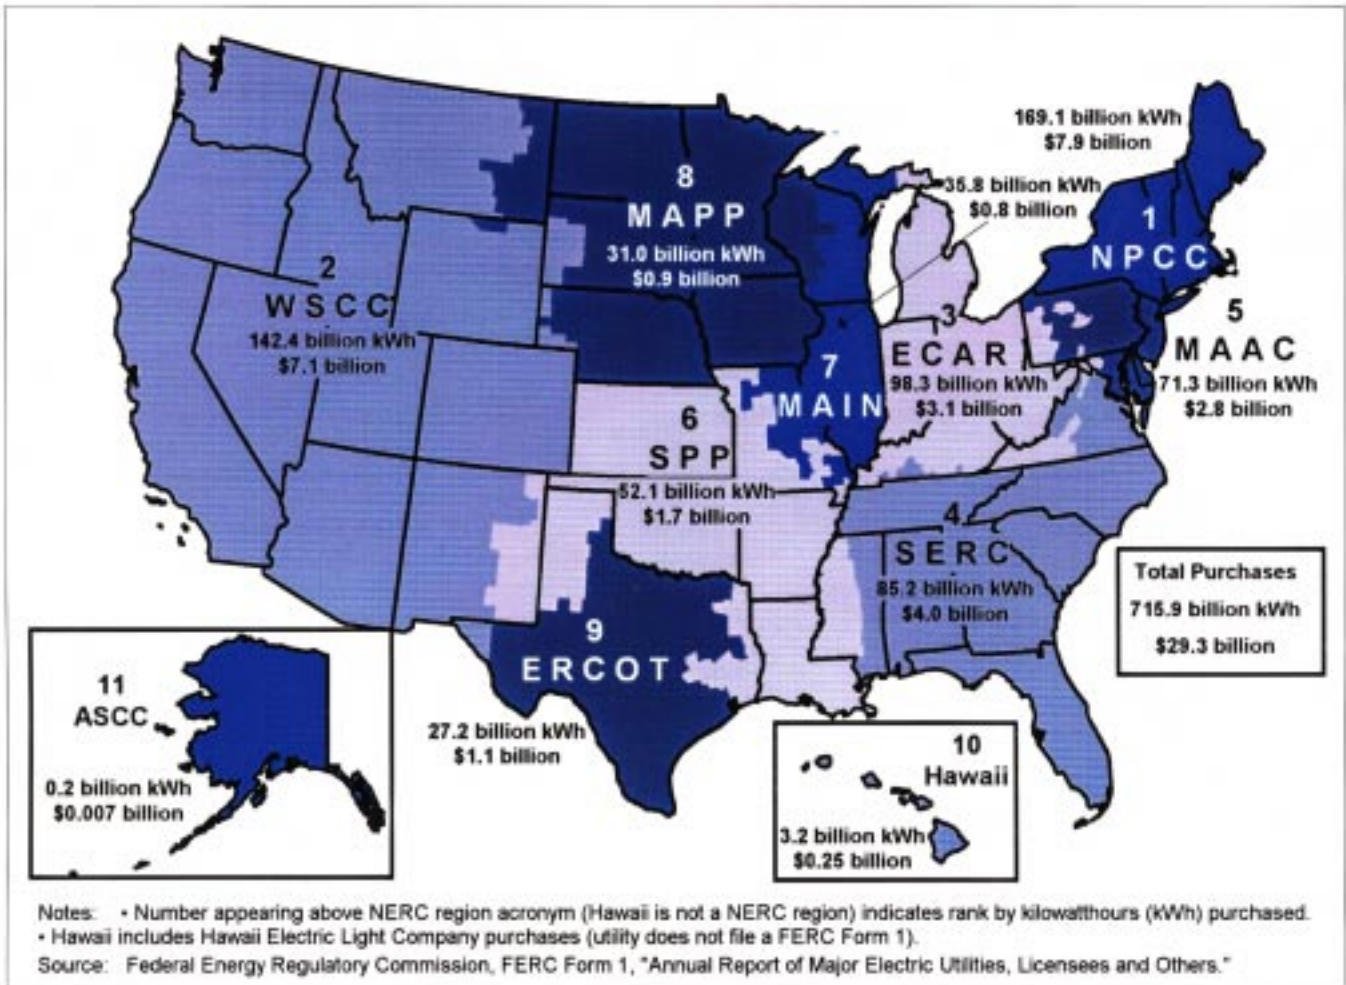 169.1 billion kWh
$7.9 billion
8
MAPP
31.0 billion kWh
$0.9 billion
35.8 billion kWh
$0.8 billion
1
NPCC
2
WSCC
142.4 billion kWh
$7.1 billion
3
ECAR
98.3 billion kWh
$3.1 billion
5
MAAC
71.3 billion kWh
$2.8 billion
7
MAIN
6
SPP
52.1 billion kWh
$1.7 billion
4
SERC
85.2 billion kWh
$4.0 billion
Total Purchases
715.9 billion kWh
$29.3 billion
9
ERCOT
27.2 billion kWh
$1.1 billion
11
ASCC
0.2 billion kWh
$0.007 billion
10
Hawaii
3.2 billion kWh
$0.25 billion
Notes: • Number appearing above NERC region acronym (Hawaii is not a NERC region) indicates rank by kilowatthours (kWh) purchased.
• Hawaii includes Hawaii Electric Light Company purchases (utility does not file a FERC Form 1).
Source: Federal Energy Regulatory Commission, FERC Form 1, "Annual Report of Major Electric Utilities, Licensees and Others."